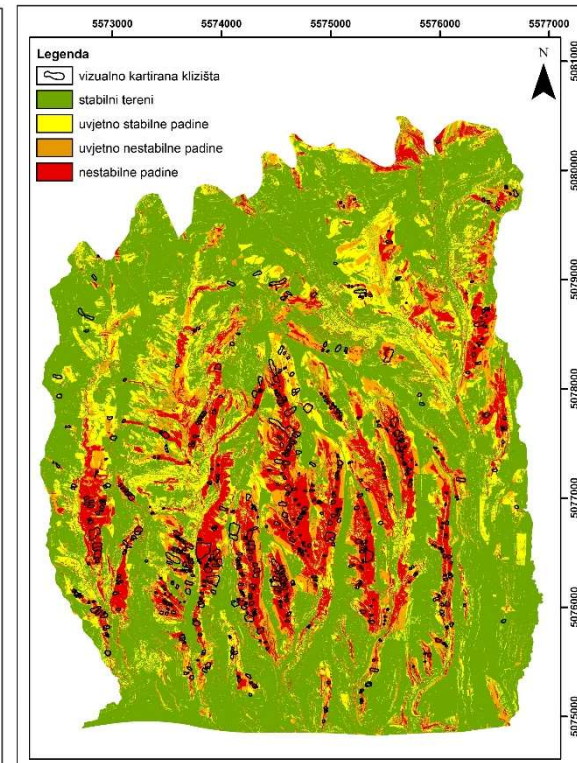 5573000 5574000 5575000 5576000 5577000
Legenda
vizualno kartirana klizišta
stabilni tereni
uvjetno stabilne padine
uvjetno nestabilne padine
nestabilne padine
N
5081000
5080000
5079000
5078000
5077000
5076000
5075000